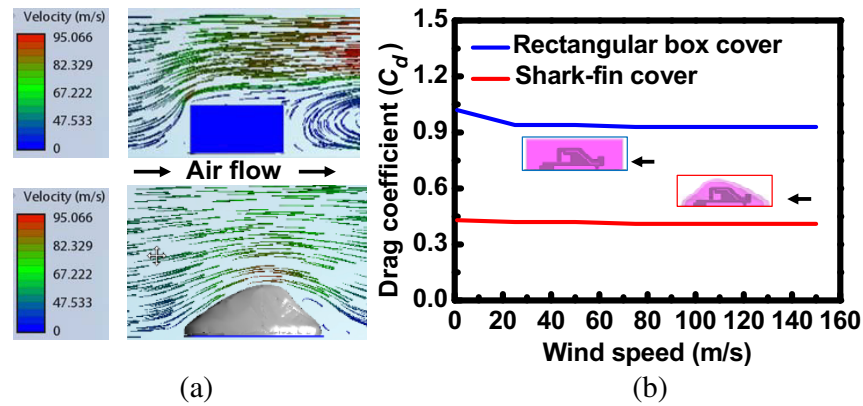 Velocity (m/s)
95.066
82.329
67.222
47.533
0
Air flow
Velocity (m/s)
95.066
82.329
67.222
47.533
0
(a)
Drag coefficient (C_d)
1.5
1.2
0.9
0.6
0.3
0.0
Rectangular box cover
Shark-fin cover
0 20 40 60 80 100 120 140 160
Wind speed (m/s)
(b)